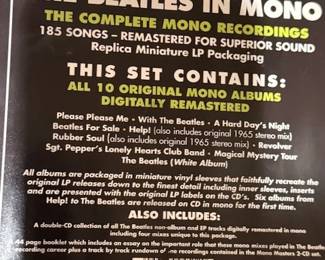 THE BEATLES IN MONO
THE COMPLETE MONO RECORDINGS
185 SONGS – REMASTERED FOR SUPERIOR SOUND
Replica Miniature LP Packaging
THIS SET CONTAINS:
ALL 10 ORIGINAL MONO ALBUMS
DIGITALLY REMASTERED
Please Please Me • With The Beatles • A Hard Day's Night
Beatles For Sale • Help! (also includes original 1965 stereo mix)
Rubber Soul (also includes original 1965 stereo mix) • Revolver
Sgt. Pepper's Lonely Hearts Club Band • Magical Mystery Tour
The Beatles (White Album)
All albums are packaged in miniature vinyl sleeves that faithfully recreate the
original LP releases down to the finest detail including inner sleeves, inserts
and are presented with the original LP labels on the CD's. Six albums from
Help! to The Beatles are released on CD in mono for the first time.
ALSO INCLUDES:
A double-CD collection of all The Beatles non-album and EP tracks digitally remastered in mono
including four mixes unique to this package.
44 page booklet which includes an essay on the important role that these mono mixes played in The Beatles
recording career plus a track by track rundown of recordings contained in the Mono Masters 2-CD set.